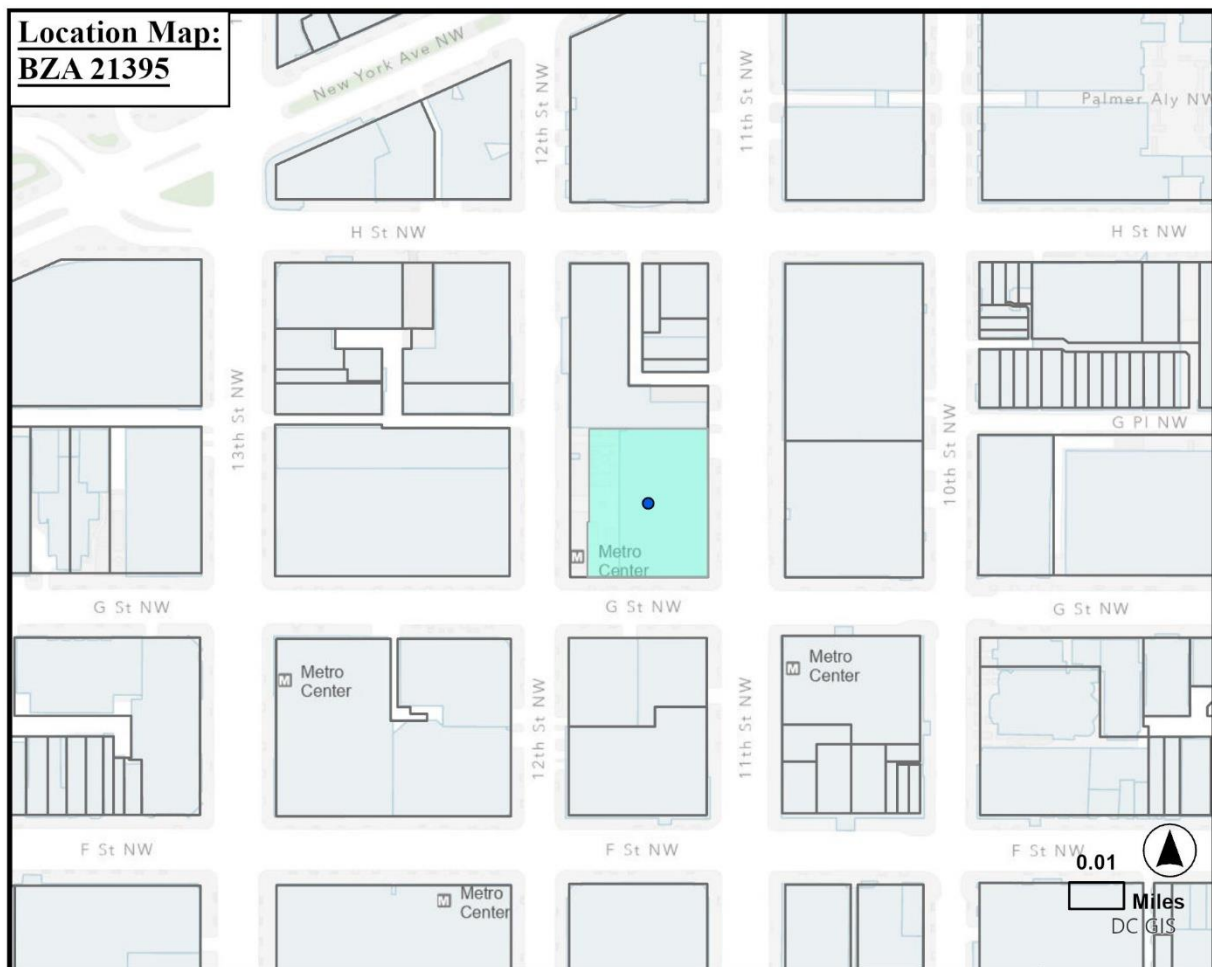 Location Map:
BZA 21395
New York Ave NW
12th St NW
11th St NW
Palmer Aly NW
H St NW
H St NW
13th St NW
10th St NW
G Pl NW
M Metro
Center
G St NW
G St NW
G St NW
M Metro
Center
12th St NW
11th St NW
M Metro
Center
F St NW
F St NW
F St NW
0.01
Miles
DC GIS
M Metro
Center